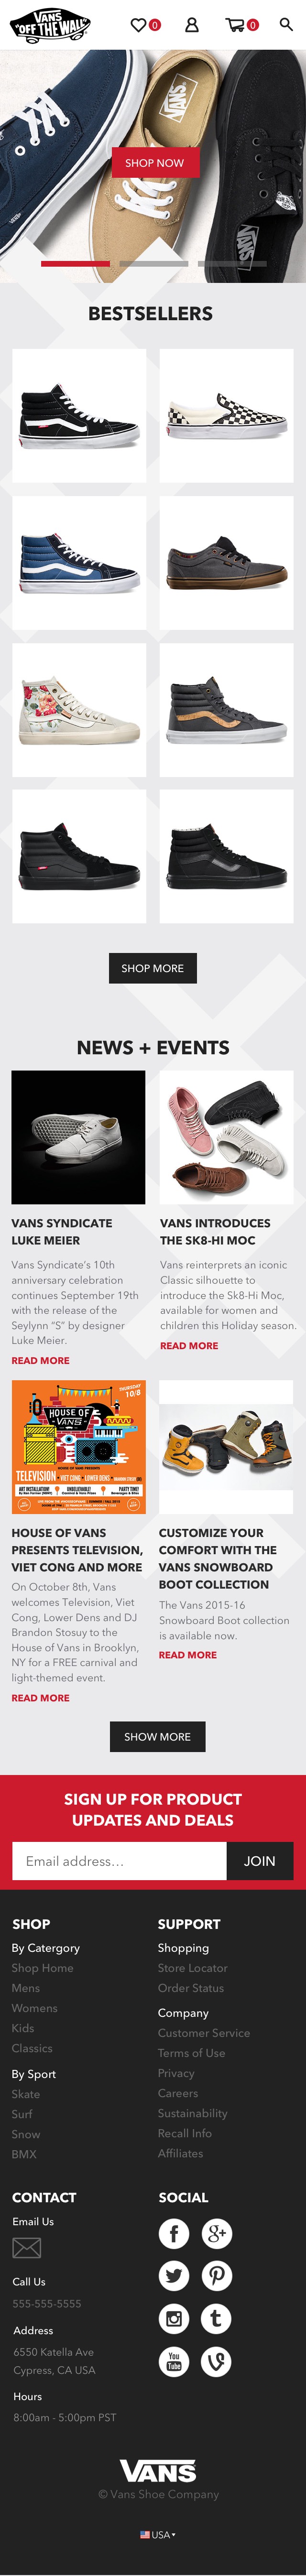 VANS
"OFF THE WALL"
0
0
VANS
SHOP NOW
VANS
BESTSELLERS
SHOP MORE
NEWS + EVENTS
VANS SYNDICATE
LUKE MEIER
Vans Syndicate's 10th
anniversary celebration
continues September 19th
with the release of the
Seylynn "S" by designer
Luke Meier.
READ MORE
VANS INTRODUCES
THE SK8-HI MOC
Vans reinterprets an iconic
Classic silhouette to
introduce the Sk8-Hi Moc,
available for women and
children this Holiday season.
READ MORE
THURSDAY
10/8
HOUSE OF
VANS
HOUSE OF VANS PRESENTS
TELEVISION
VIET CONG
LOWER DENS
ART INSTALLATION!
UNBELIEVABLE!
PARTY TIME!
HOUSE OF VANS
PRESENTS TELEVISION,
VIET CONG AND MORE
On October 8th, Vans
welcomes Television, Viet
Cong, Lower Dens and DJ
Brandon Stosuy to the
House of Vans in Brooklyn,
NY for a FREE carnival and
light-themed event.
READ MORE
CUSTOMIZE YOUR
COMFORT WITH THE
VANS SNOWBOARD
BOOT COLLECTION
The Vans 2015-16
Snowboard Boot collection
is available now.
READ MORE
SHOW MORE
SIGN UP FOR PRODUCT
UPDATES AND DEALS
Email address...
JOIN
SHOP
By Catergory
Shop Home
Mens
Womens
Kids
Classics
By Sport
Skate
Surf
Snow
BMX
SUPPORT
Shopping
Store Locator
Order Status
Company
Customer Service
Terms of Use
Privacy
Careers
Sustainability
Recall Info
Affiliates
CONTACT
Email Us
Call Us
555-555-5555
Address
6550 Katella Ave
Cypress, CA USA
Hours
8:00am - 5:00pm PST
SOCIAL
f
g+
t
You
Tube
VANS
© Vans Shoe Company
USA